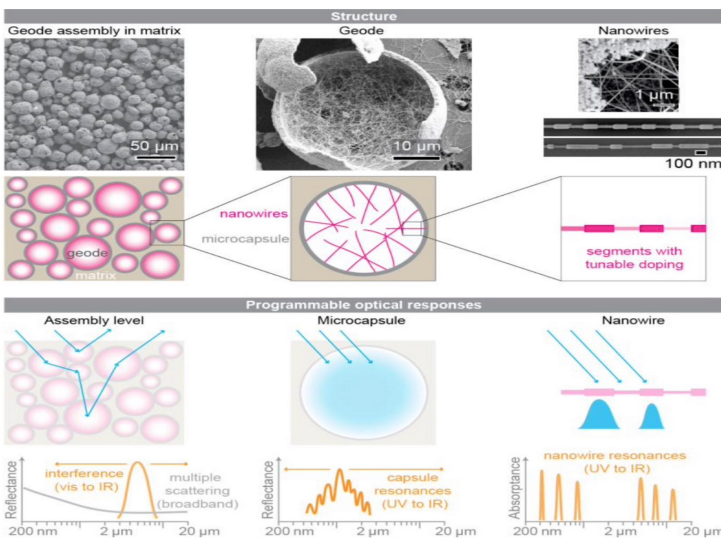 Structure
Geode assembly in matrix
Geode
Nanowires
50 μm
10 μm
1 μm
100 nm
geode
matrix
nanowires
microcapsule
segments with
tunable doping
Programmable optical responses
Assembly level
Microcapsule
Nanowire
Reflectance
interference
(vis to IR)
multiple
scattering
(broadband)
200 nm
2 μm
20 μm
Reflectance
capsule
resonances
(UV to IR)
200 nm
2 μm
20 μm
Absorptance
nanowire resonances
(UV to IR)
200 nm
2 μm
20 μm